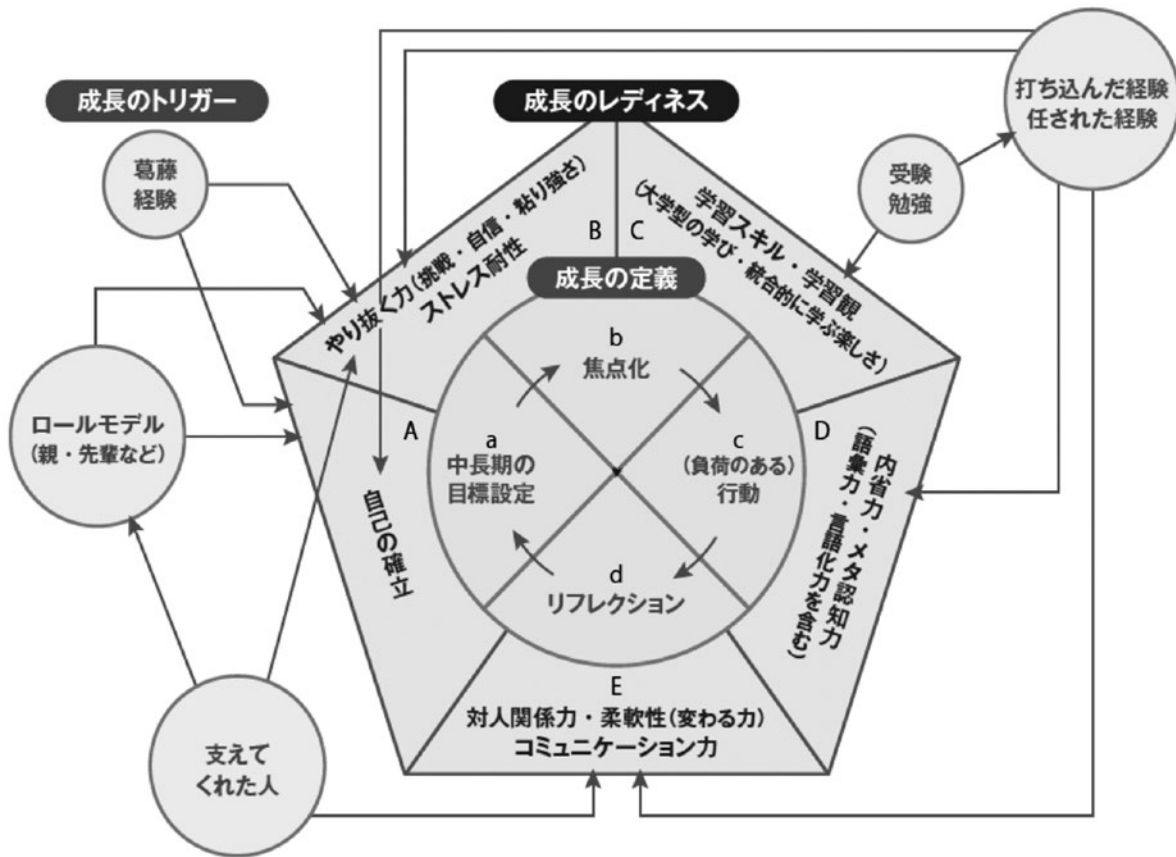 成長のトリガー
成長のレディネス
打ち込んだ経験
任された経験
葛藤
経験
受験
勉強
ロールモデル
(親・先輩など)
支えて
くれた人
B
やり抜く力(挑戦・自信・粘り強さ)
ストレス耐性
C
学習スキル・学習観
(大学型の学び・統合的に学ぶ楽しさ)
成長の定義
b
焦点化
A
自己の確立
a
中長期の
目標設定
c
(負荷のある)
行動
D
内省力・メタ認知力
(語彙力・言語化力を含む)
d
リフレクション
E
対人関係力・柔軟性(変わる力)
コミュニケーション力